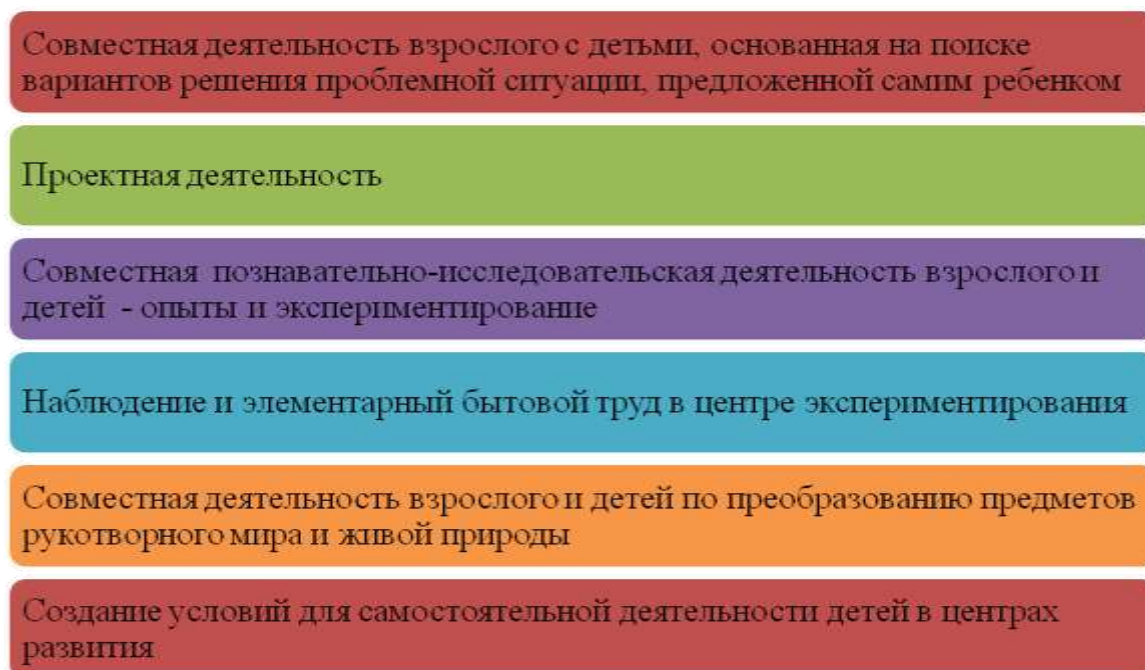 Совместная деятельность взрослого с детьми, основанная на поиске
вариантов решения проблемной ситуации, предложенной самим ребенком
Проектная деятельность
Совместная познавательно-исследовательская деятельность взрослого и
детей - опыты и экспериментирование
Наблюдение и элементарный бытовой труд в центре экспериментирования
Совместная деятельность взрослого и детей по преобразованию предметов
рукотворного мира и живой природы
Создание условий для самостоятельной деятельности детей в центрах
развития